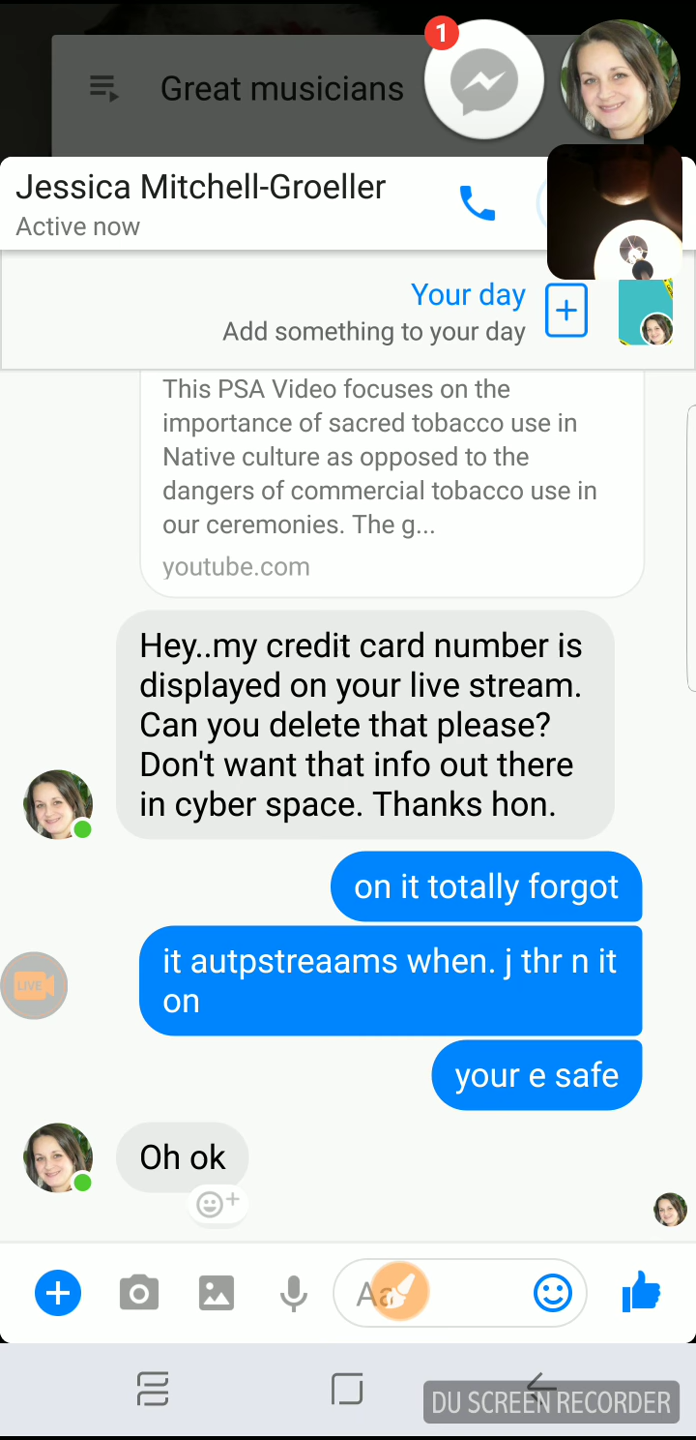 1
Great musicians
Jessica Mitchell-Groeller
Active now
Your day
Add something to your day
This PSA Video focuses on the
importance of sacred tobacco use in
Native culture as opposed to the
dangers of commercial tobacco use in
our ceremonies. The g...
youtube.com
Hey..my credit card number is
displayed on your live stream.
Can you delete that please?
Don't want that info out there
in cyber space. Thanks hon.
on it totally forgot
LIVE
it autpstreaams when. j thr n it
on
your e safe
Oh ok
Aa
DU SCREEN RECORDER